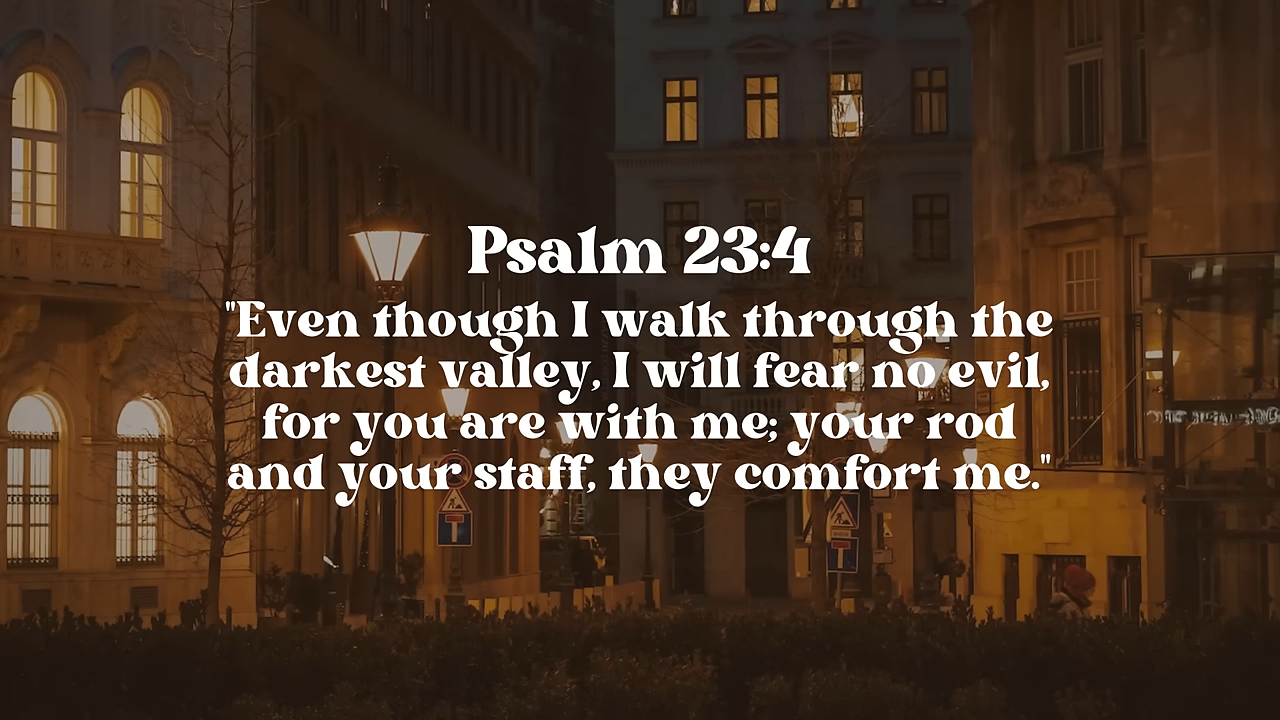 Psalm 23:4
"Even though I walk through the
darkest valley, I will fear no evil,
for you are with me; your rod
and your staff, they comfort me."